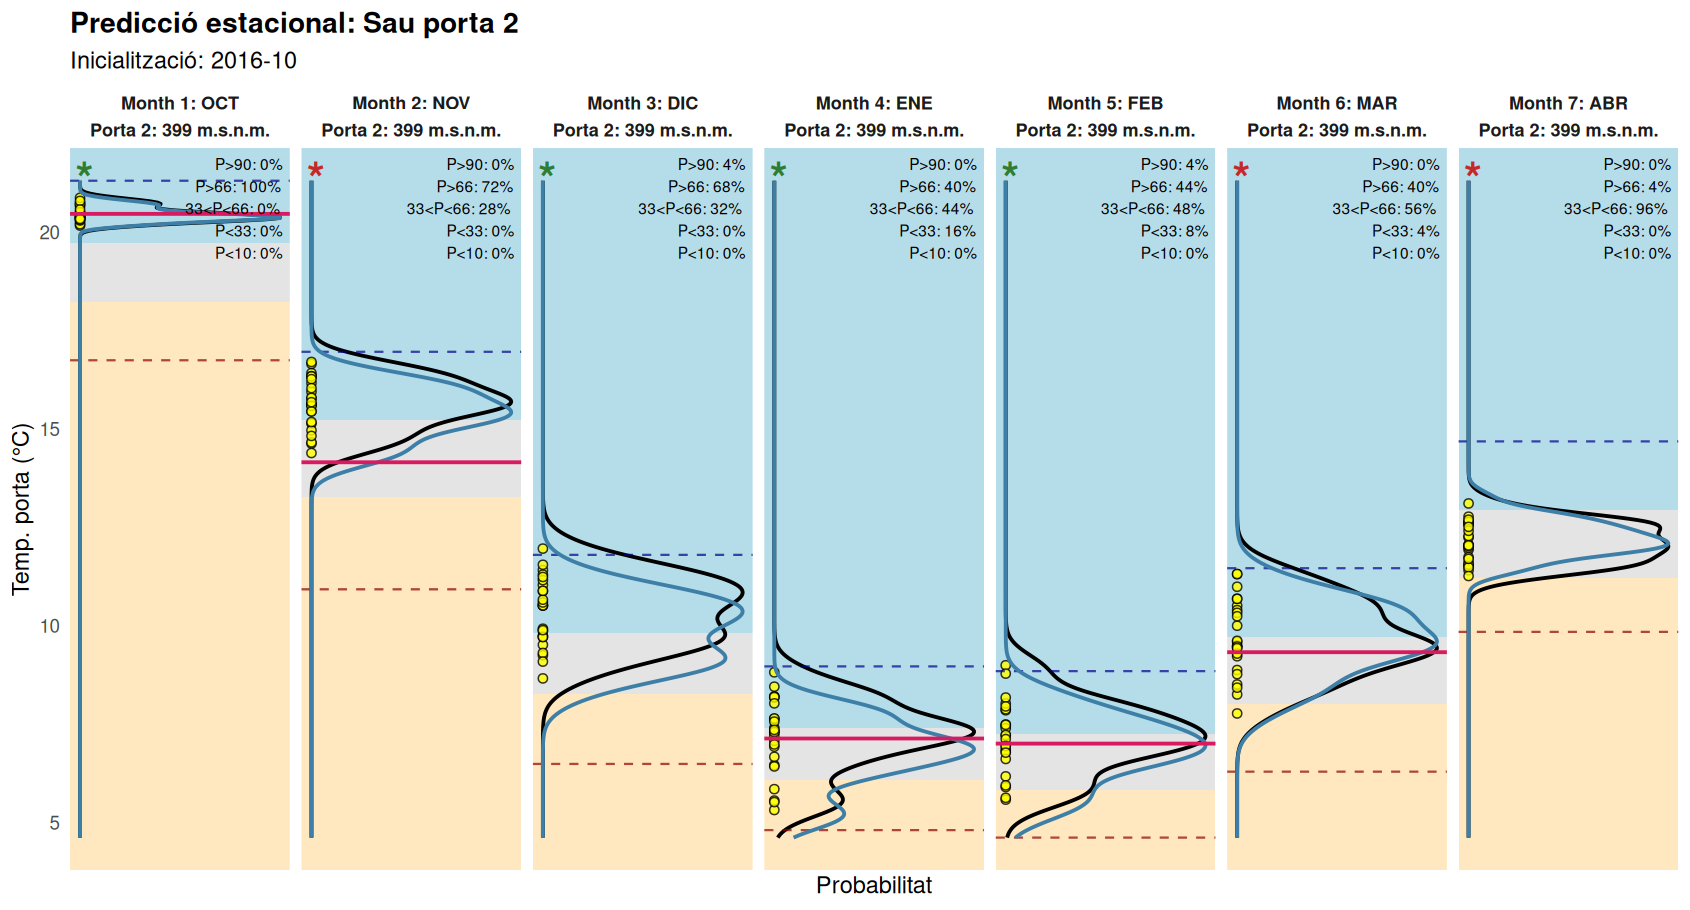 Predicció estacional: Sau porta 2
Inicialització: 2016-10
Month 1: OCT
Porta 2: 399 m.s.n.m.
Month 2: NOV
Porta 2: 399 m.s.n.m.
Month 3: DIC
Porta 2: 399 m.s.n.m.
Month 4: ENE
Porta 2: 399 m.s.n.m.
Month 5: FEB
Porta 2: 399 m.s.n.m.
Month 6: MAR
Porta 2: 399 m.s.n.m.
Month 7: ABR
Porta 2: 399 m.s.n.m.
*
P>90: 0%
P>66: 100%
33<P<66: 0%
P<33: 0%
P<10: 0%
*
P>90: 0%
P>66: 72%
33<P<66: 28%
P<33: 0%
P<10: 0%
*
P>90: 4%
P>66: 68%
33<P<66: 32%
P<33: 0%
P<10: 0%
*
P>90: 0%
P>66: 40%
33<P<66: 44%
P<33: 16%
P<10: 0%
*
P>90: 4%
P>66: 44%
33<P<66: 48%
P<33: 8%
P<10: 0%
*
P>90: 0%
P>66: 40%
33<P<66: 56%
P<33: 4%
P<10: 0%
*
P>90: 0%
P>66: 4%
33<P<66: 96%
P<33: 0%
P<10: 0%
20
15
10
5
Temp. porta (°C)
Probabilitat